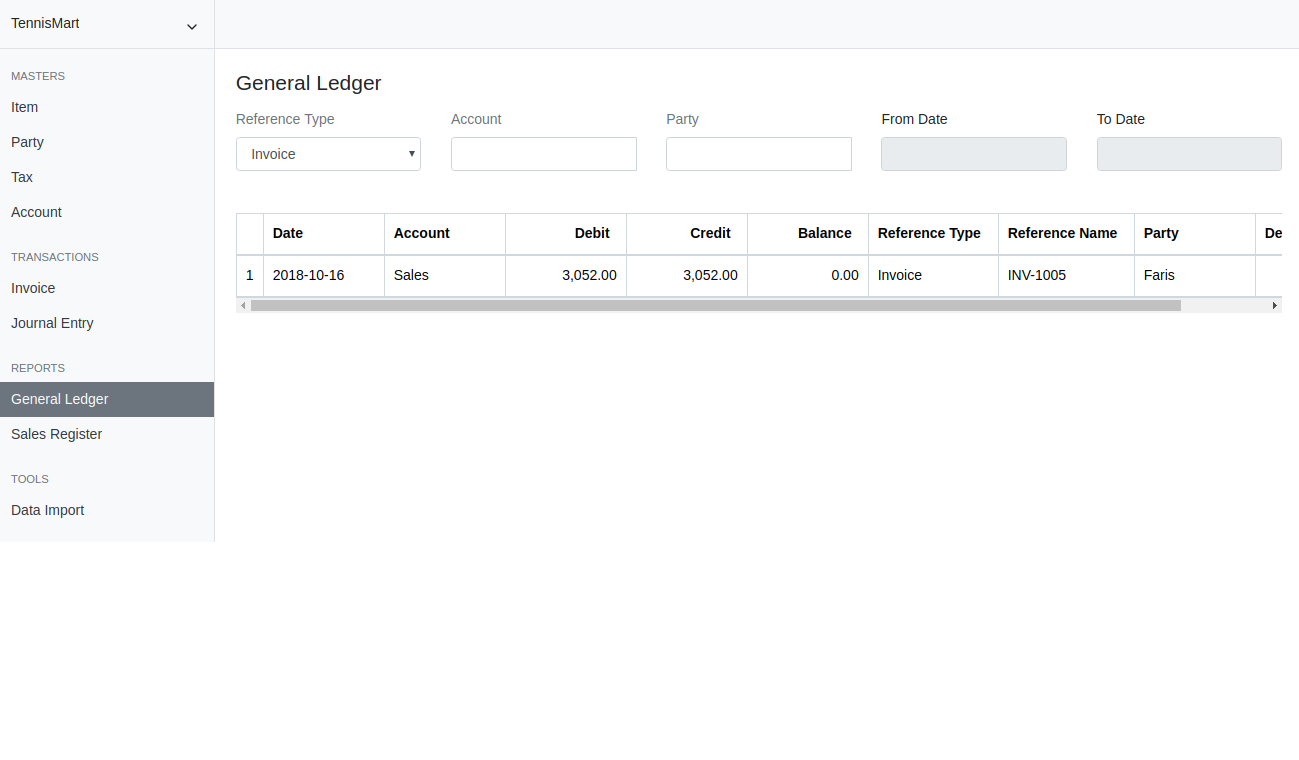 TennisMart
MASTERS
Item
Party
Tax
Account
TRANSACTIONS
Invoice
Journal Entry
REPORTS
General Ledger
Sales Register
TOOLS
Data Import
General Ledger
Reference Type Account Party From Date To Date
Invoice
Date Account Debit Credit Balance Reference Type Reference Name Party De
1 2018-10-16 Sales 3,052.00 3,052.00 0.00 Invoice INV-1005 Faris